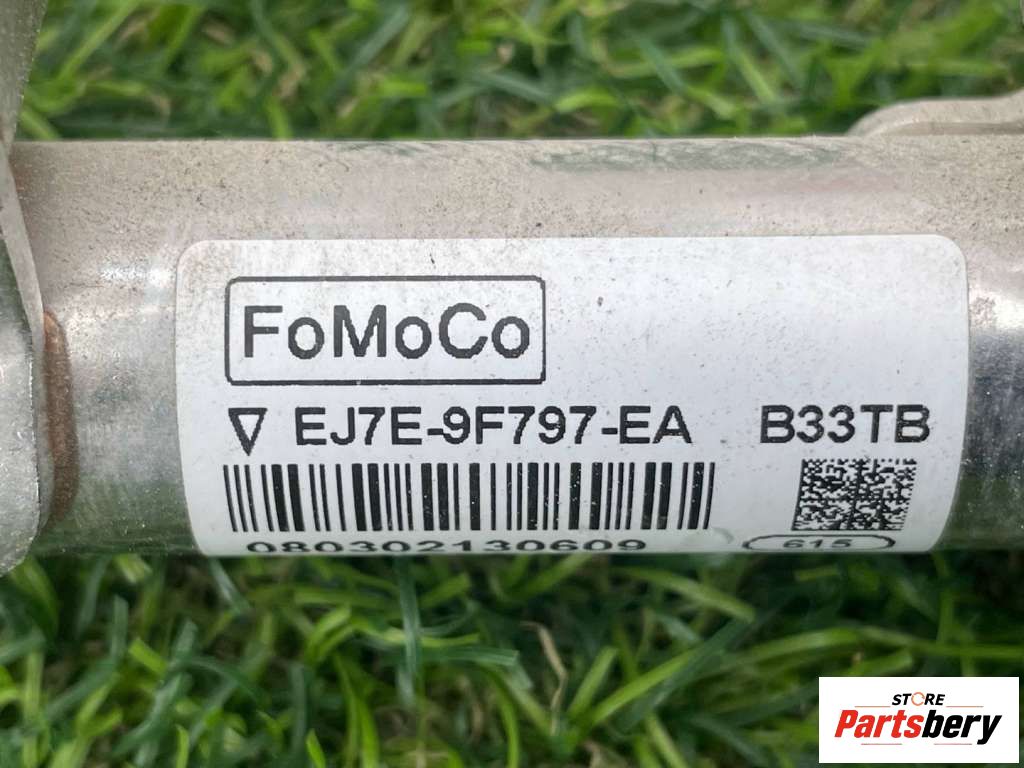 FoMoCo
EJ7E-9F797-EA B33TB
080302130609 615
STORE
Partsbery